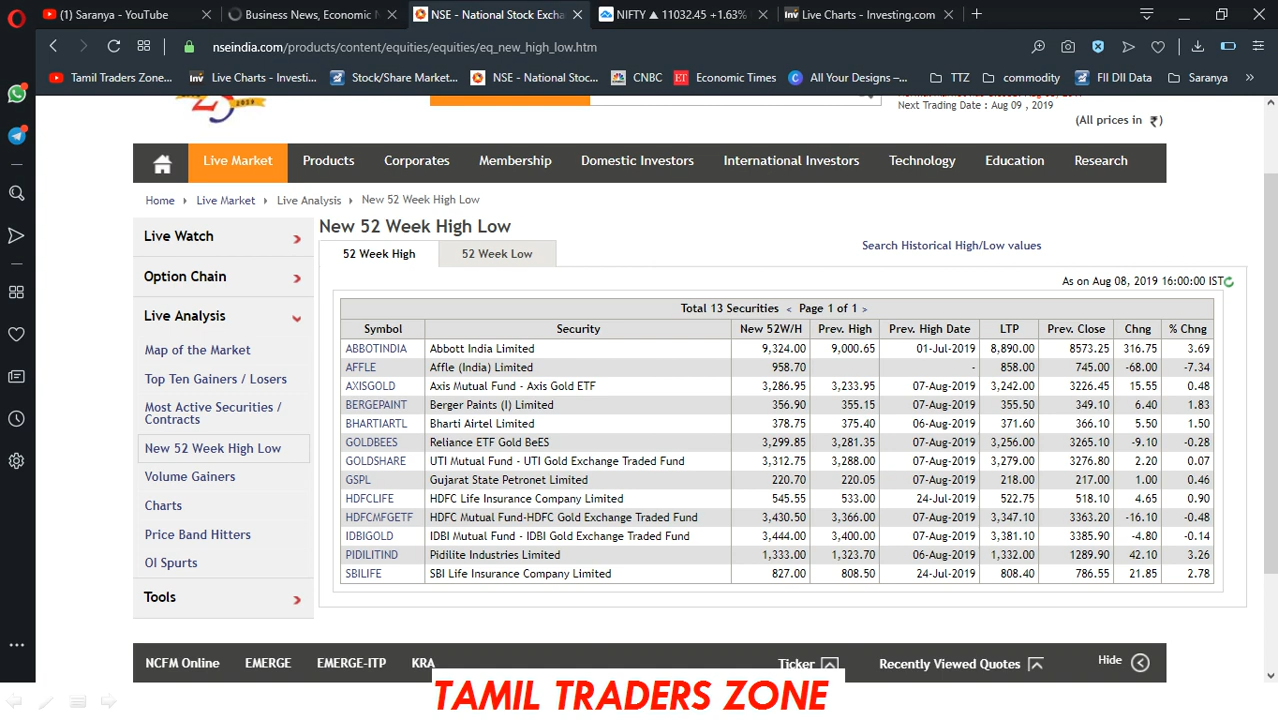 (1) Saranya - YouTube
Business News, Economic N
NSE - National Stock Excha
NIFTY ▲ 11032.45 +1.63%
Live Charts - Investing.com
nseindia.com/products/content/equities/equities/eq_new_high_low.htm
Tamil Traders Zone...
Live Charts - Investi...
Stock/Share Market...
NSE - National Stoc...
CNBC
Economic Times
All Your Designs –...
TTZ
commodity
FII DII Data
Saranya
2019
Next Trading Date : Aug 09 , 2019
(All prices in ₹)
Live Market
Products
Corporates
Membership
Domestic Investors
International Investors
Technology
Education
Research
Home
Live Market
Live Analysis
New 52 Week High Low
Live Watch
Option Chain
Live Analysis
Map of the Market
Top Ten Gainers / Losers
Most Active Securities /
Contracts
New 52 Week High Low
Volume Gainers
Charts
Price Band Hitters
OI Spurts
Tools
New 52 Week High Low
52 Week High
52 Week Low
Search Historical High/Low values
As on Aug 08, 2019 16:00:00 IST
Total 13 Securities < Page 1 of 1 >
Symbol Security New 52W/H Prev. High Prev. High Date LTP Prev. Close Chng % Chng
ABBOTINDIA Abbott India Limited 9,324.00 9,000.65 01-Jul-2019 8,890.00 8573.25 316.75 3.69
AFFLE Affle (India) Limited 958.70 - 858.00 745.00 -68.00 -7.34
AXISGOLD Axis Mutual Fund - Axis Gold ETF 3,286.95 3,233.95 07-Aug-2019 3,242.00 3226.45 15.55 0.48
BERGEPAINT Berger Paints (I) Limited 356.90 355.15 07-Aug-2019 355.50 349.10 6.40 1.83
BHARTIARTL Bharti Airtel Limited 378.75 375.40 06-Aug-2019 371.60 366.10 5.50 1.50
GOLDBEES Reliance ETF Gold BeES 3,299.85 3,281.35 07-Aug-2019 3,256.00 3265.10 -9.10 -0.28
GOLDSHARE UTI Mutual Fund - UTI Gold Exchange Traded Fund 3,312.75 3,288.00 07-Aug-2019 3,279.00 3276.80 2.20 0.07
GSPL Gujarat State Petronet Limited 220.70 220.05 07-Aug-2019 218.00 217.00 1.00 0.46
HDFCLIFE HDFC Life Insurance Company Limited 545.55 533.00 24-Jul-2019 522.75 518.10 4.65 0.90
HDFCMFGETF HDFC Mutual Fund-HDFC Gold Exchange Traded Fund 3,430.50 3,366.00 07-Aug-2019 3,347.10 3363.20 -16.10 -0.48
IDBIGOLD IDBI Mutual Fund - IDBI Gold Exchange Traded Fund 3,444.00 3,400.00 07-Aug-2019 3,381.10 3385.90 -4.80 -0.14
PIDILITIND Pidilite Industries Limited 1,333.00 1,323.70 06-Aug-2019 1,332.00 1289.90 42.10 3.26
SBILIFE SBI Life Insurance Company Limited 827.00 808.50 24-Jul-2019 808.40 786.55 21.85 2.78
NCFM Online
EMERGE
EMERGE-ITP
KRA
Ticker
Recently Viewed Quotes
Hide
TAMIL TRADERS ZONE